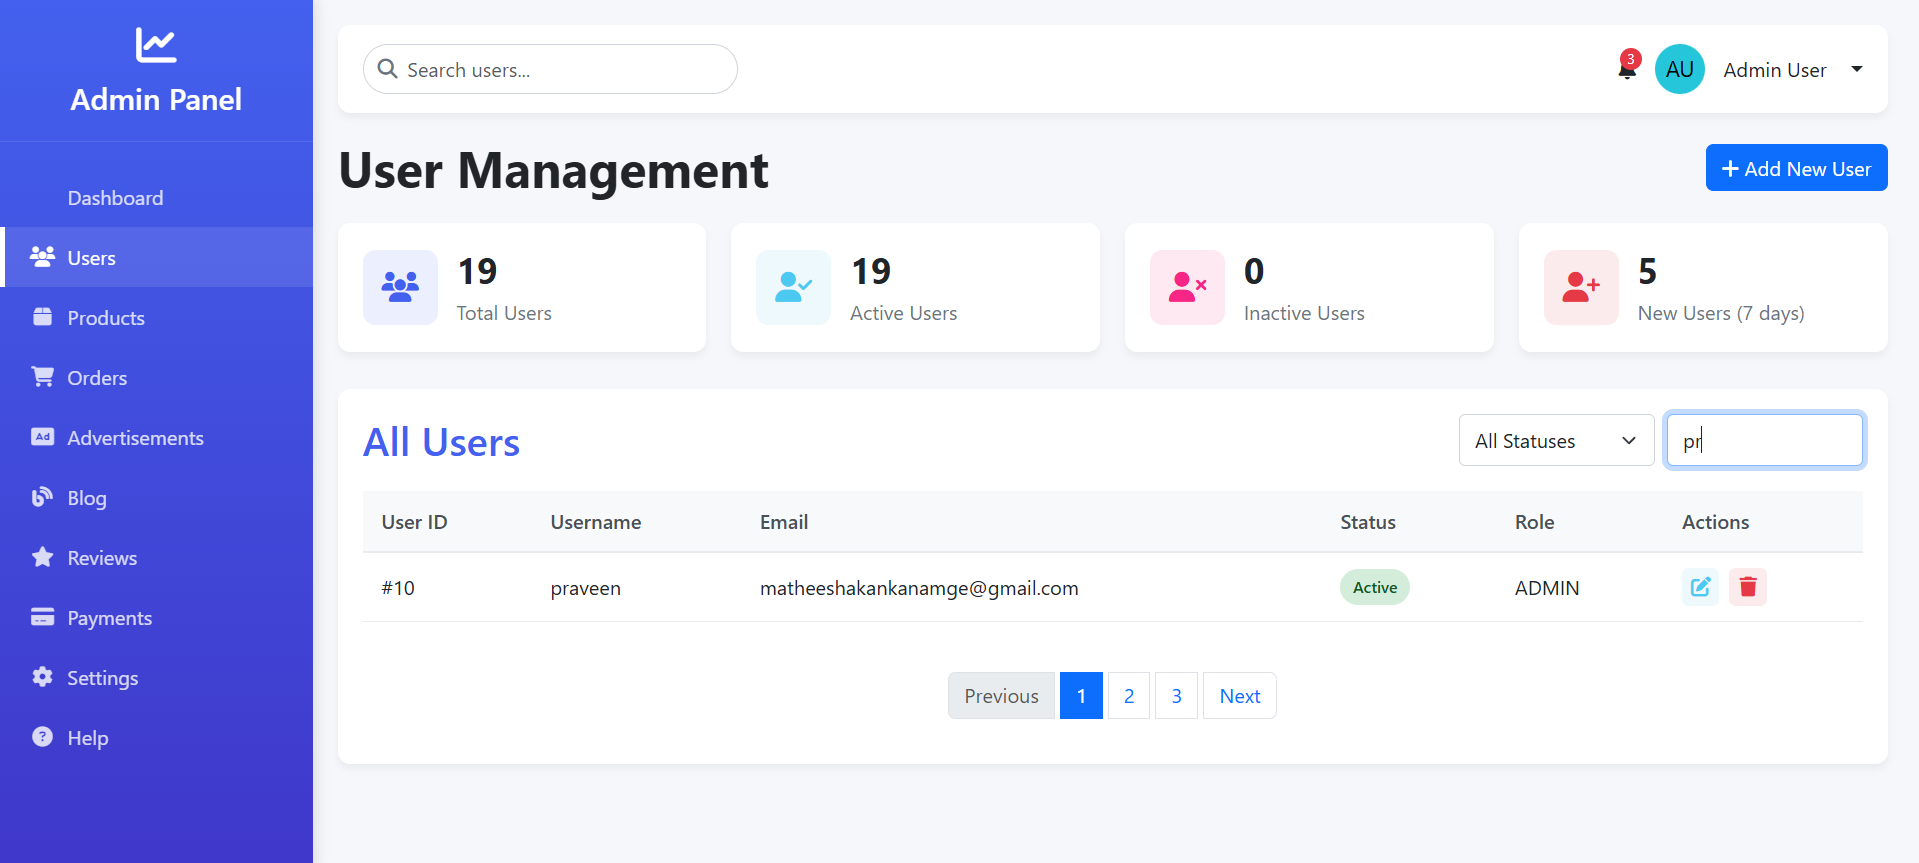 Admin Panel
Dashboard
Users
Products
Orders
Ad Advertisements
Blog
Reviews
Payments
Settings
? Help
Search users...
3
AU
Admin User
User Management
Add New User
19
Total Users
19
Active Users
0
Inactive Users
5
New Users (7 days)
All Users
All Statuses
pr
User ID Username Email Status Role Actions
#10 praveen matheeshakankanamge@gmail.com Active ADMIN
Previous 1 2 3 Next